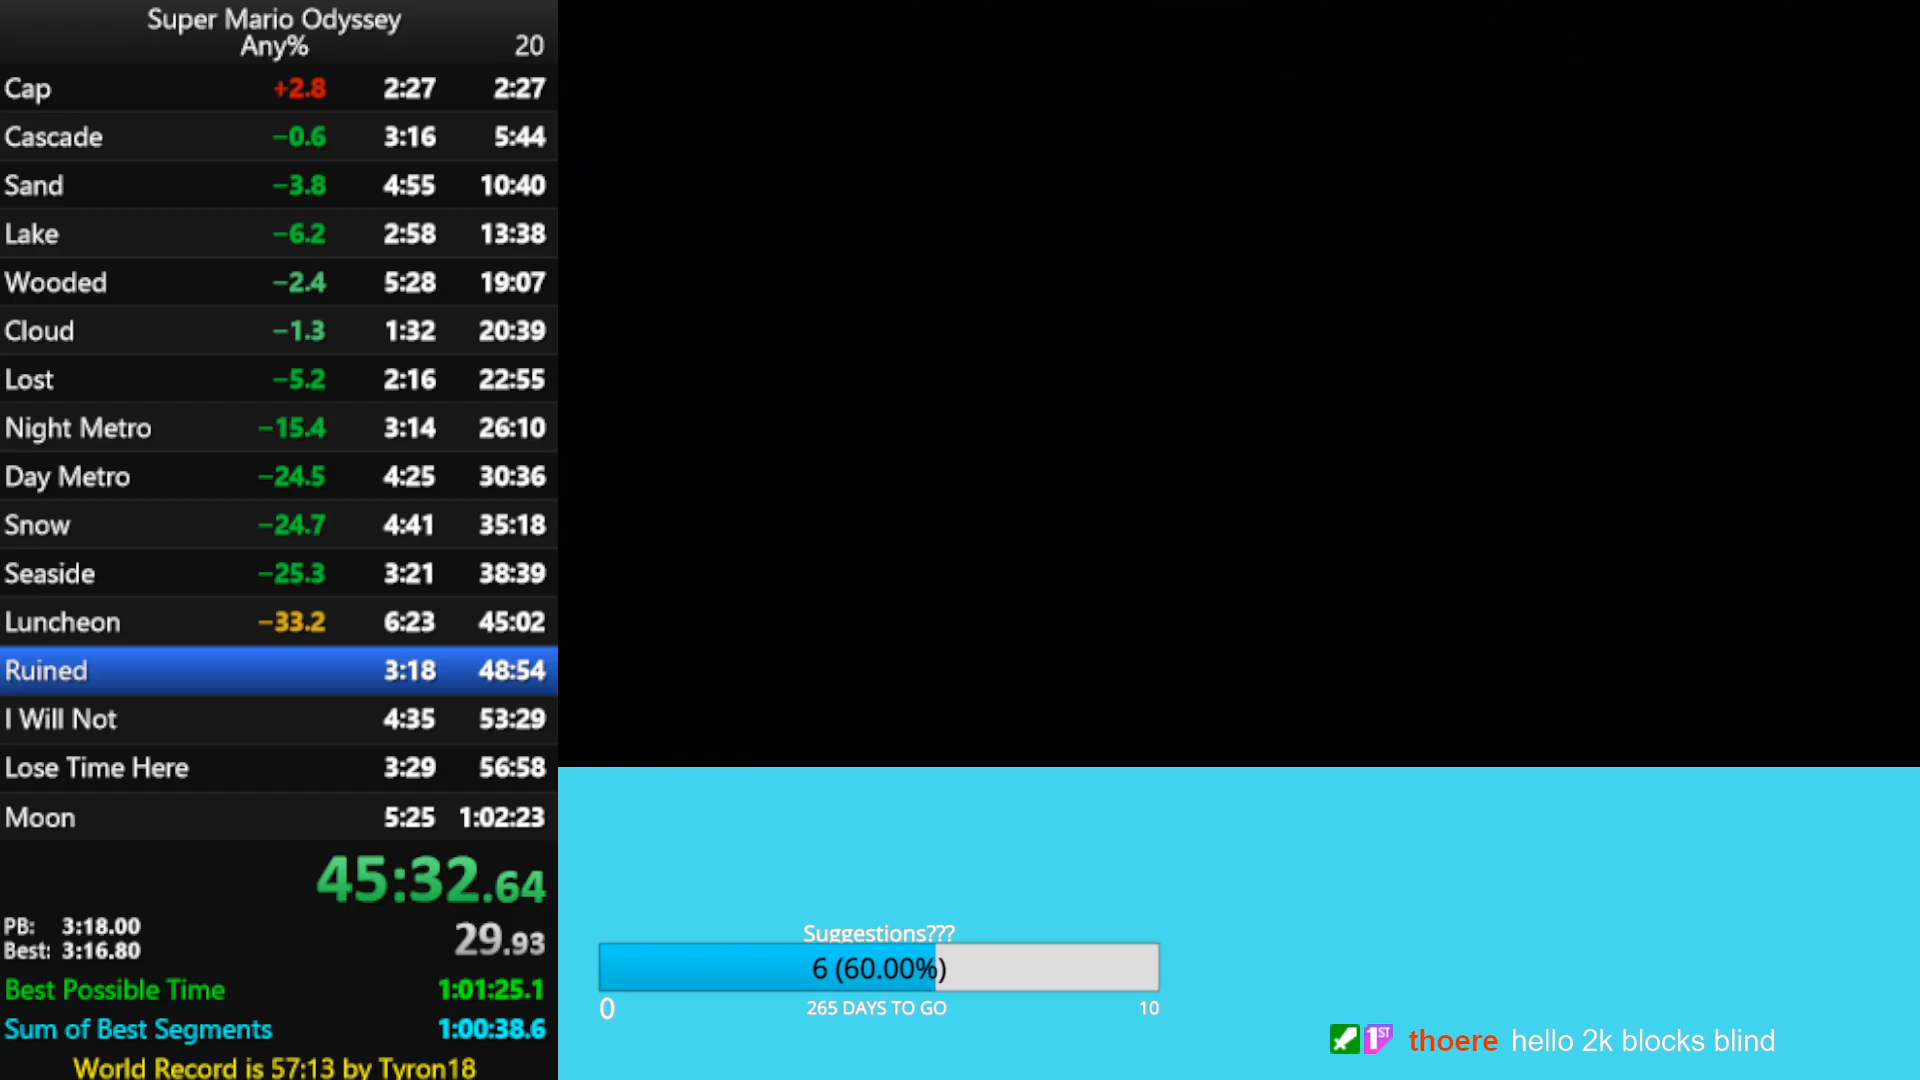 Super Mario Odyssey
Any% 20
Cap +2.8 2:27 2:27
Cascade −0.6 3:16 5:44
Sand −3.8 4:55 10:40
Lake −6.2 2:58 13:38
Wooded −2.4 5:28 19:07
Cloud −1.3 1:32 20:39
Lost −5.2 2:16 22:55
Night Metro −15.4 3:14 26:10
Day Metro −24.5 4:25 30:36
Snow −24.7 4:41 35:18
Seaside −25.3 3:21 38:39
Luncheon −33.2 6:23 45:02
Ruined 3:18 48:54
I Will Not 4:35 53:29
Lose Time Here 3:29 56:58
Moon 5:25 1:02:23
45:32.64
PB: 3:18.00
Best: 3:16.80
29.93
Best Possible Time 1:01:25.1
Sum of Best Segments 1:00:38.6
World Record is 57:13 by Tyron18
Suggestions???
6 (60.00%)
0 265 DAYS TO GO 10
1ST thoere hello 2k blocks blind